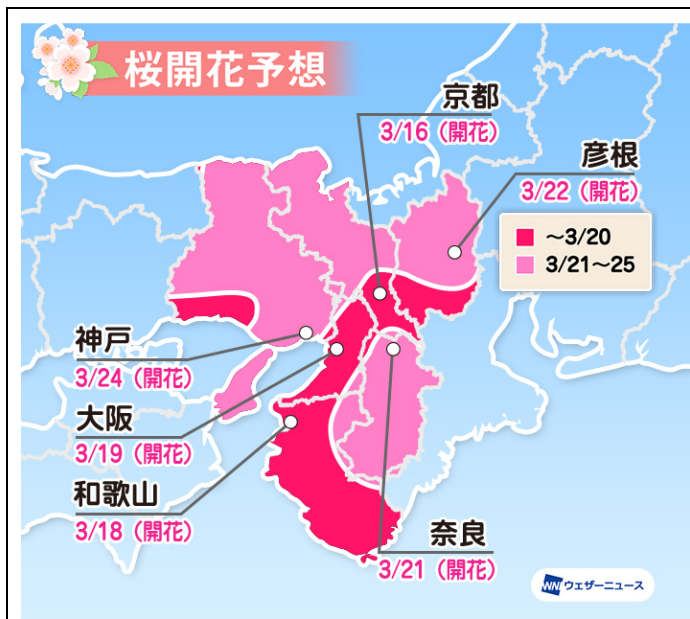 桜開花予想
京都
3/16（開花）
彦根
3/22（開花）
～3/20
3/21～25
神戸
3/24（開花）
大阪
3/19（開花）
和歌山
3/18（開花）
奈良
3/21（開花）
WN ウェザーニュース